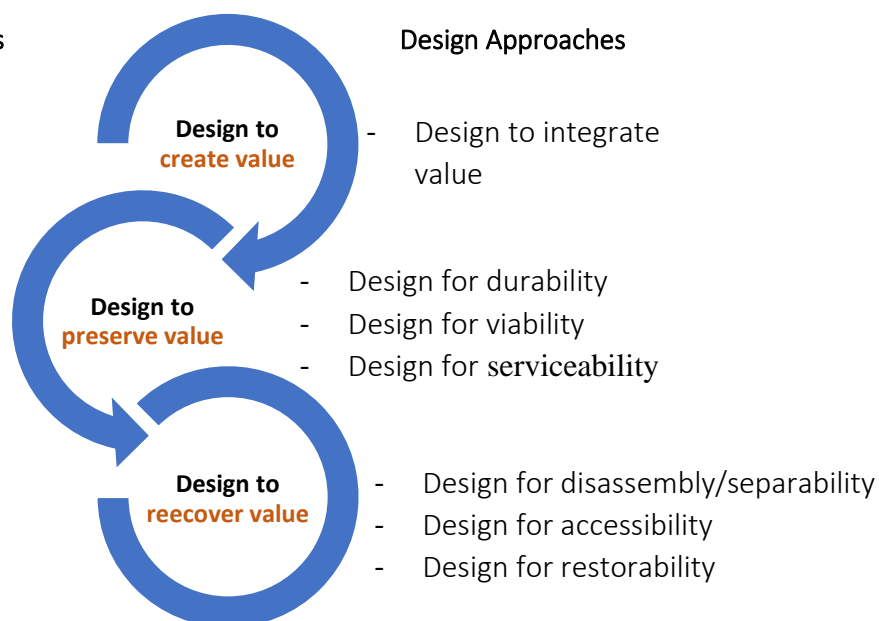 s
Design Approaches
Design to
create value
- Design to integrate
value
Design to
preserve value
- Design for durability
- Design for viability
- Design for serviceability
Design to
reecover value
- Design for disassembly/separability
- Design for accessibility
- Design for restorability